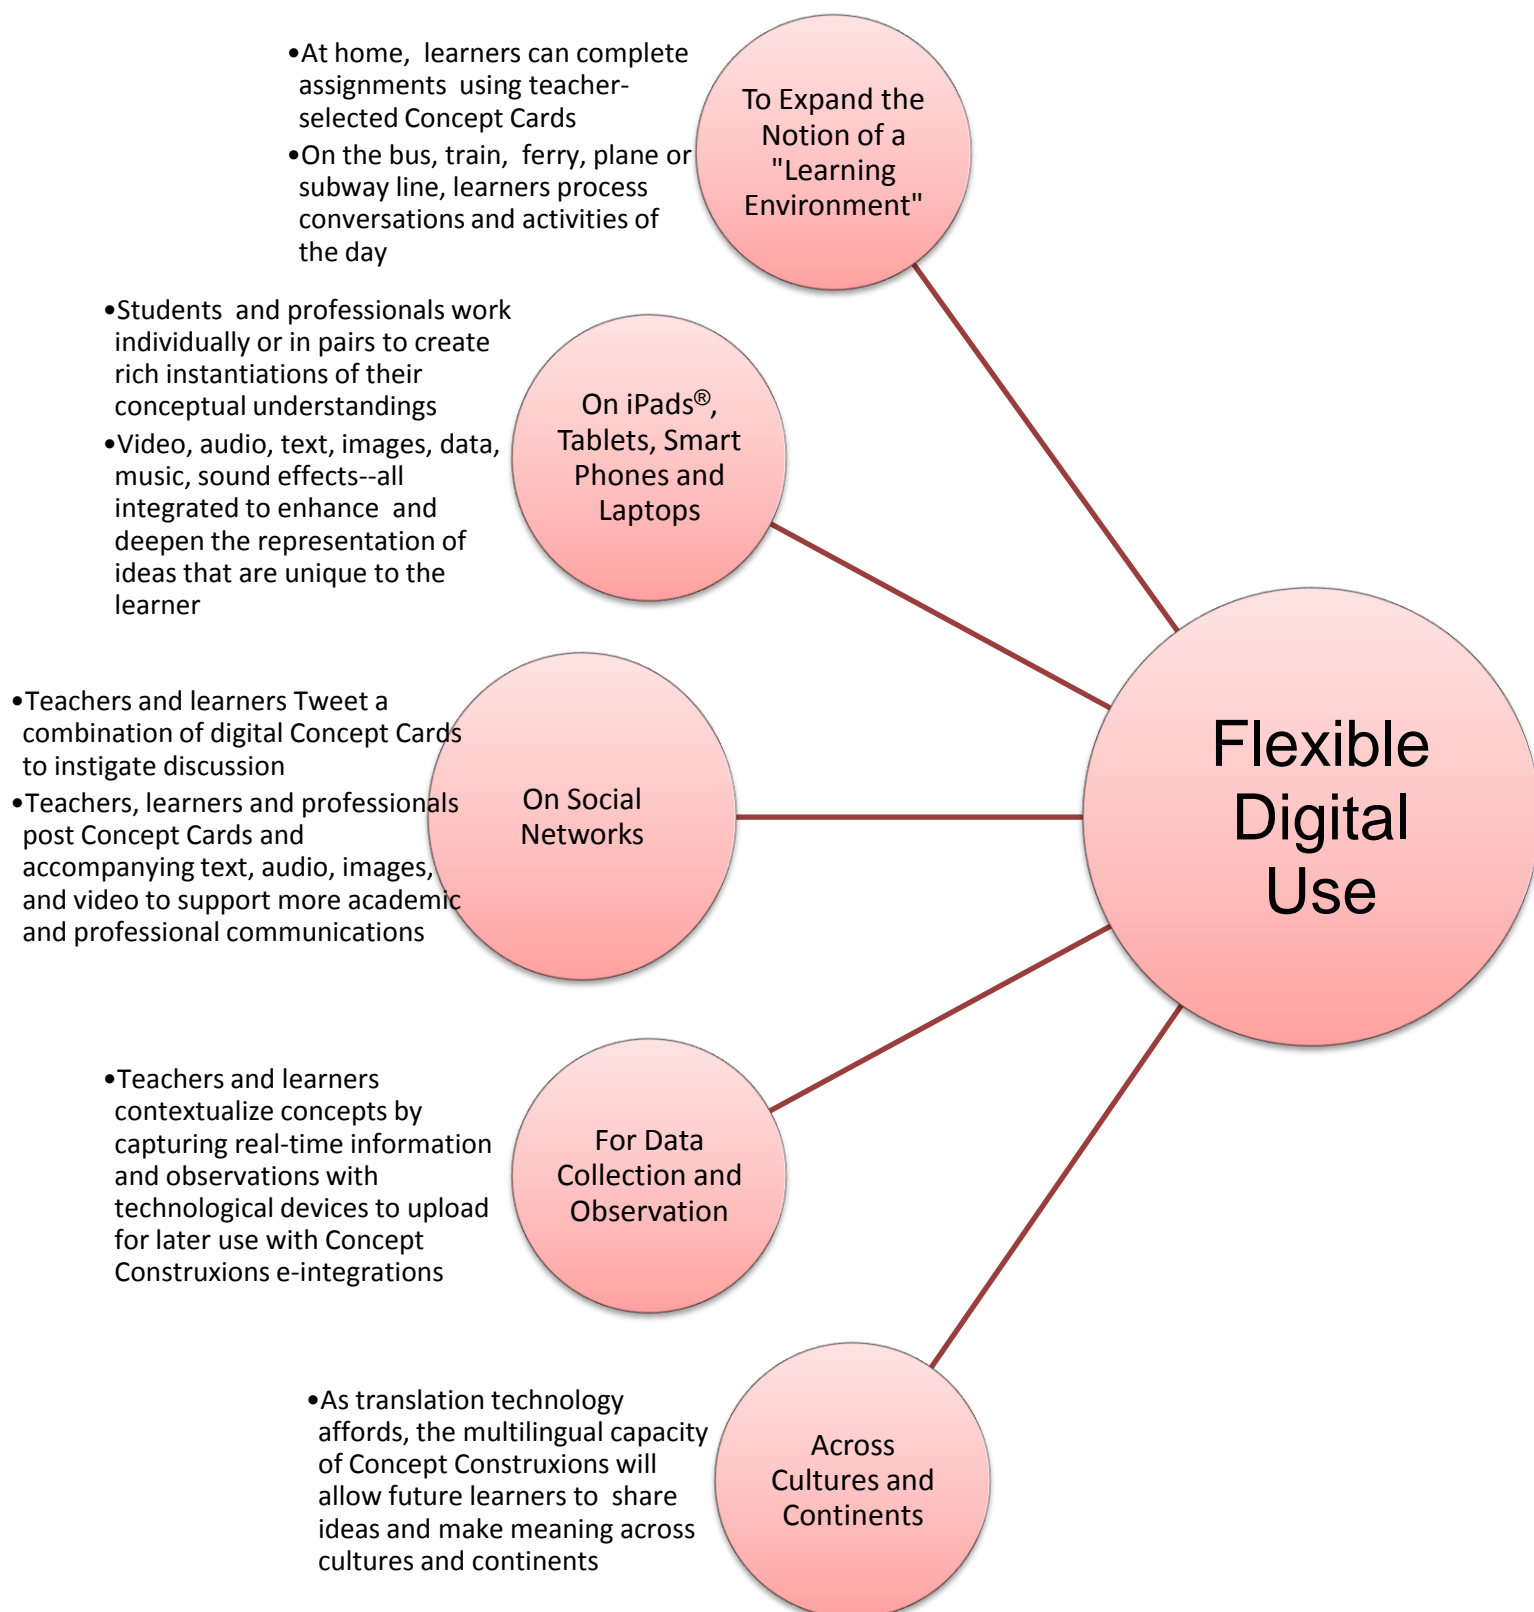 •At home, learners can complete
assignments using teacher-
selected Concept Cards
•On the bus, train, ferry, plane or
subway line, learners process
conversations and activities of
the day
To Expand the
Notion of a
"Learning
Environment"
•Students and professionals work
individually or in pairs to create
rich instantiations of their
conceptual understandings
•Video, audio, text, images, data,
music, sound effects--all
integrated to enhance and
deepen the representation of
ideas that are unique to the
learner
On iPads®,
Tablets, Smart
Phones and
Laptops
•Teachers and learners Tweet a
combination of digital Concept Cards
to instigate discussion
•Teachers, learners and professionals
post Concept Cards and
accompanying text, audio, images,
and video to support more academic
and professional communications
On Social
Networks
Flexible
Digital
Use
•Teachers and learners
contextualize concepts by
capturing real-time information
and observations with
technological devices to upload
for later use with Concept
Construxions e-integrations
For Data
Collection and
Observation
•As translation technology
affords, the multilingual capacity
of Concept Construxions will
allow future learners to share
ideas and make meaning across
cultures and continents
Across
Cultures and
Continents